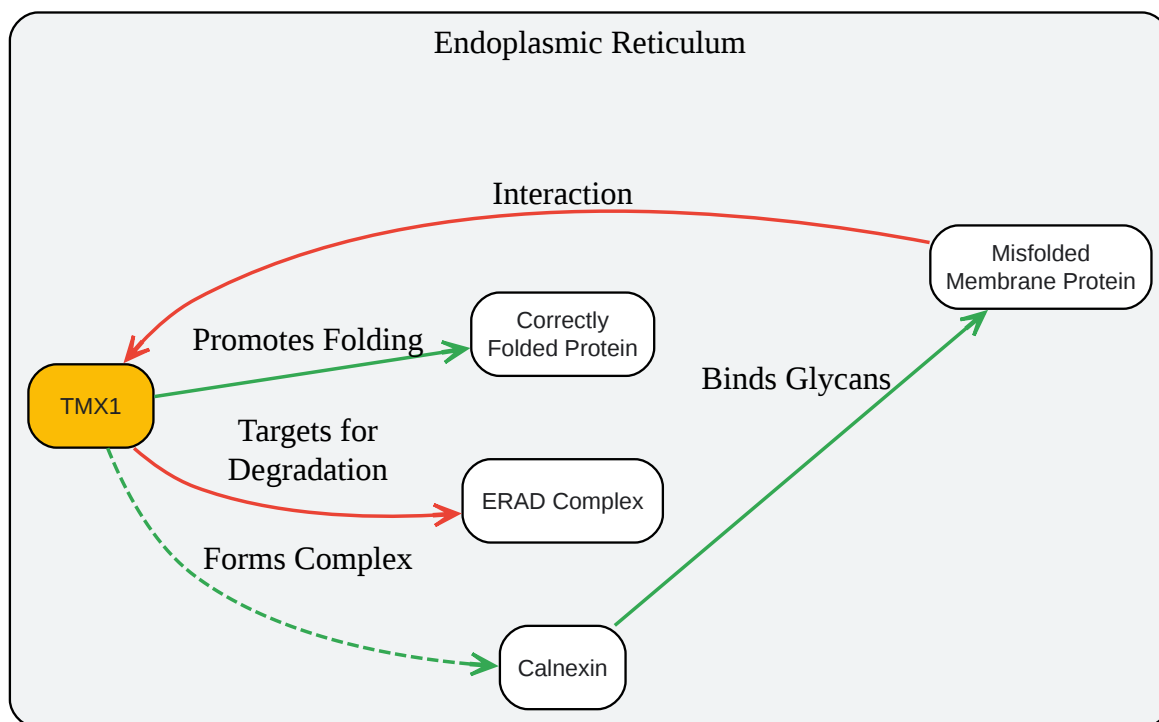 Endoplasmic Reticulum
Interaction
Misfolded
Membrane Protein
Correctly
Folded Protein
Promotes Folding
Binds Glycans
TMX1
Targets for
Degradation
ERAD Complex
Forms Complex
Calnexin